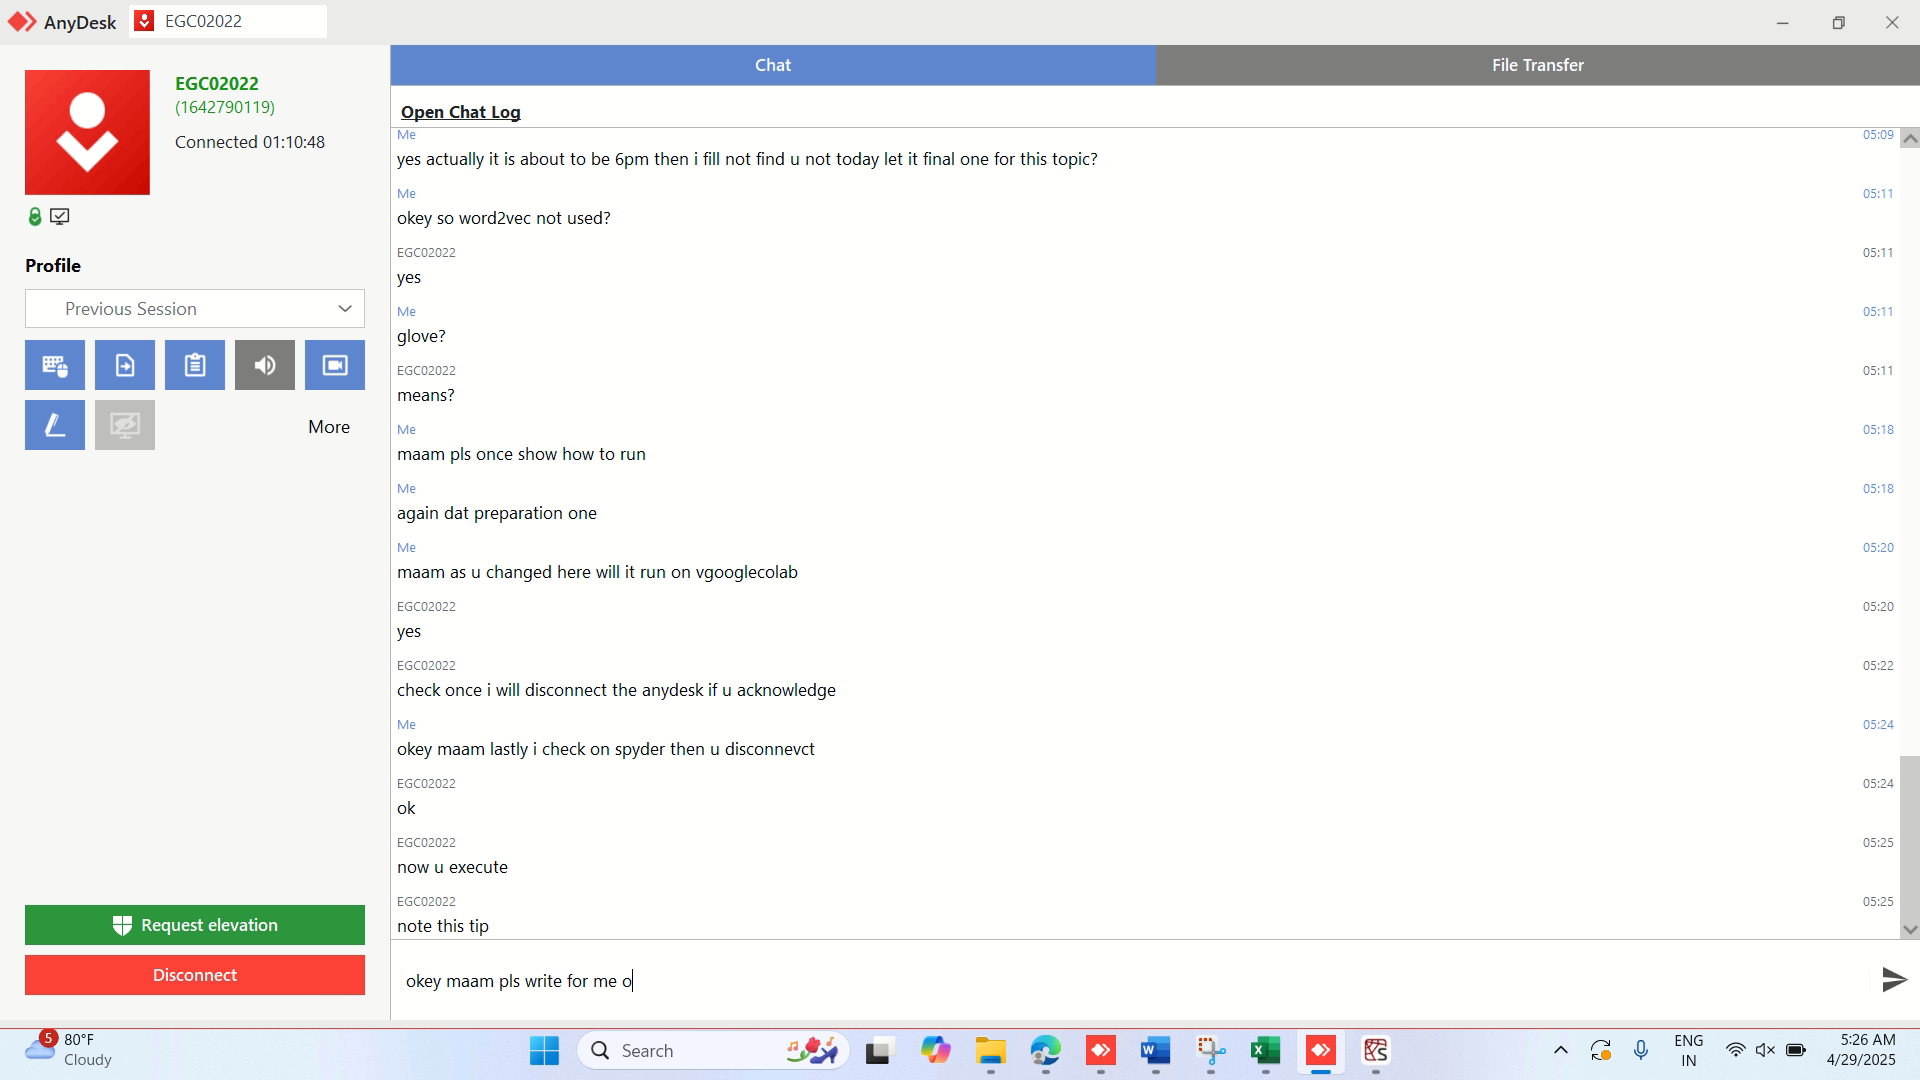 AnyDesk
EGC02022
EGC02022
(1642790119)
Connected 01:10:48
Profile
Previous Session
More
Request elevation
Disconnect
Chat
File Transfer
Open Chat Log
Me 05:09
yes actually it is about to be 6pm then i fill not find u not today let it final one for this topic?
Me 05:11
okey so word2vec not used?
EGC02022 05:11
yes
Me 05:11
glove?
EGC02022 05:11
means?
Me 05:18
maam pls once show how to run
Me 05:18
again dat preparation one
Me 05:20
maam as u changed here will it run on vgooglecolab
EGC02022 05:20
yes
EGC02022 05:22
check once i will disconnect the anydesk if u acknowledge
Me 05:24
okey maam lastly i check on spyder then u disconnevct
EGC02022 05:24
ok
EGC02022 05:25
now u execute
EGC02022 05:25
note this tip
okey maam pls write for me o
5
80°F
Cloudy
Search
ENG
IN
5:26 AM
4/29/2025